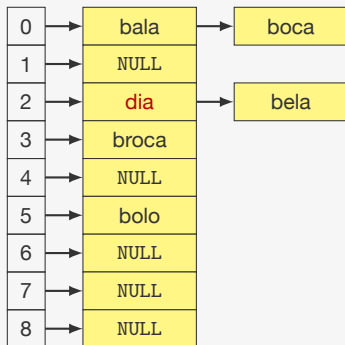 0 bala boca
1 NULL
2 dia bela
3 broca
4 NULL
5 bolo
6 NULL
7 NULL
8 NULL